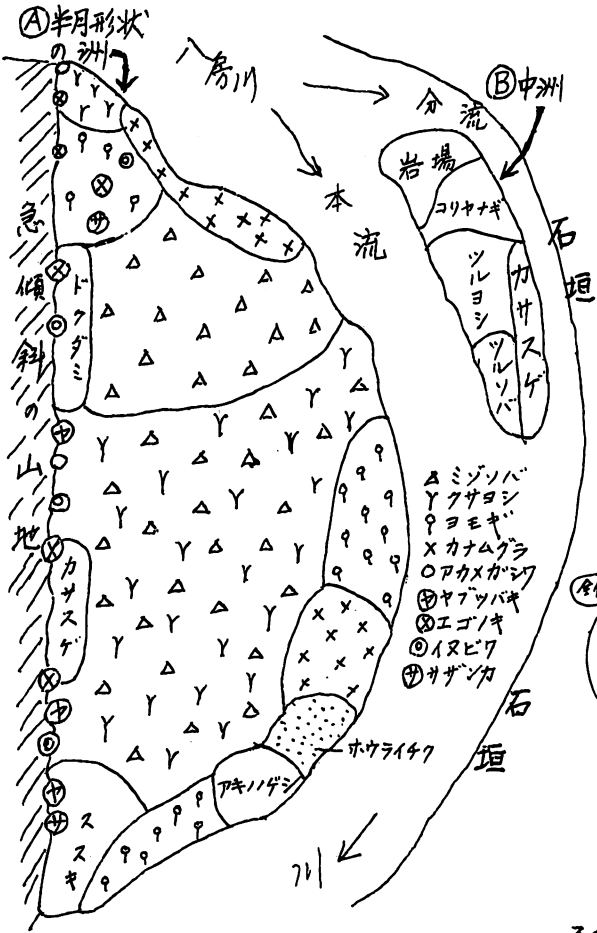 Ⓐ半月形状
の洲
八房川
Ⓑ中洲
分流
本流
岩場
コリヤナギ
ツルヨシ
カサスゲ
ツルソバ
石垣
急傾斜の山地
ドクダミ
カサスゲ
ススキ
△ミゾソバ
Yクサヨシ
♀ヨモギ
×カナムグラ
○アカメガシワ
ヤ ヤブツバキ
ⓧエゴノキ
◎イヌビワ
サ サザンカ
石垣
ホウライチク
アキノノゲシ
川